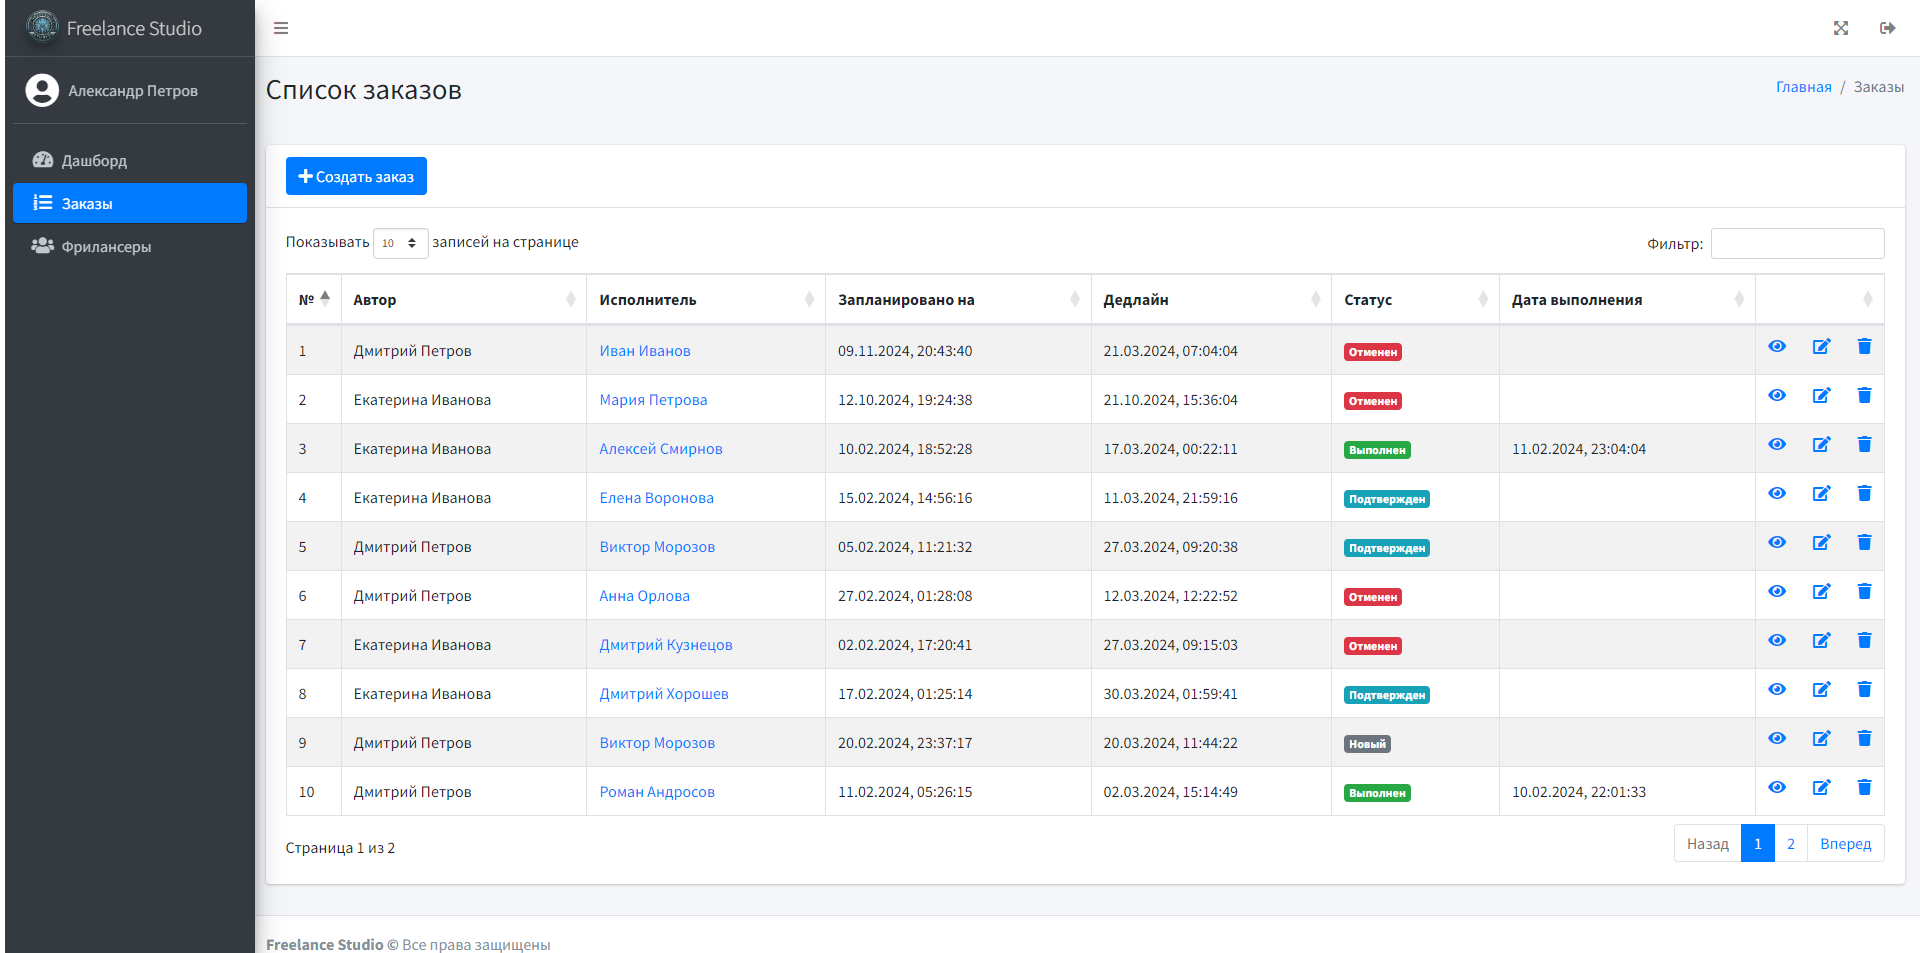 Freelance Studio
Александр Петров
Дашборд
Заказы
Фрилансеры
Список заказов
Главная / Заказы
Создать заказ
Показывать 10 записей на странице
Фильтр:
№ Автор Исполнитель Запланировано на Дедлайн Статус Дата выполнения
1 Дмитрий Петров Иван Иванов 09.11.2024, 20:43:40 21.03.2024, 07:04:04 Отменен
2 Екатерина Иванова Мария Петрова 12.10.2024, 19:24:38 21.10.2024, 15:36:04 Отменен
3 Екатерина Иванова Алексей Смирнов 10.02.2024, 18:52:28 17.03.2024, 00:22:11 Выполнен 11.02.2024, 23:04:04
4 Екатерина Иванова Елена Воронова 15.02.2024, 14:56:16 11.03.2024, 21:59:16 Подтвержден
5 Дмитрий Петров Виктор Морозов 05.02.2024, 11:21:32 27.03.2024, 09:20:38 Подтвержден
6 Дмитрий Петров Анна Орлова 27.02.2024, 01:28:08 12.03.2024, 12:22:52 Отменен
7 Екатерина Иванова Дмитрий Кузнецов 02.02.2024, 17:20:41 27.03.2024, 09:15:03 Отменен
8 Екатерина Иванова Дмитрий Хорошев 17.02.2024, 01:25:14 30.03.2024, 01:59:41 Подтвержден
9 Дмитрий Петров Виктор Морозов 20.02.2024, 23:37:17 20.03.2024, 11:44:22 Новый
10 Дмитрий Петров Роман Андросов 11.02.2024, 05:26:15 02.03.2024, 15:14:49 Выполнен 10.02.2024, 22:01:33
Страница 1 из 2
Назад 1 2 Вперед
Freelance Studio © Все права защищены